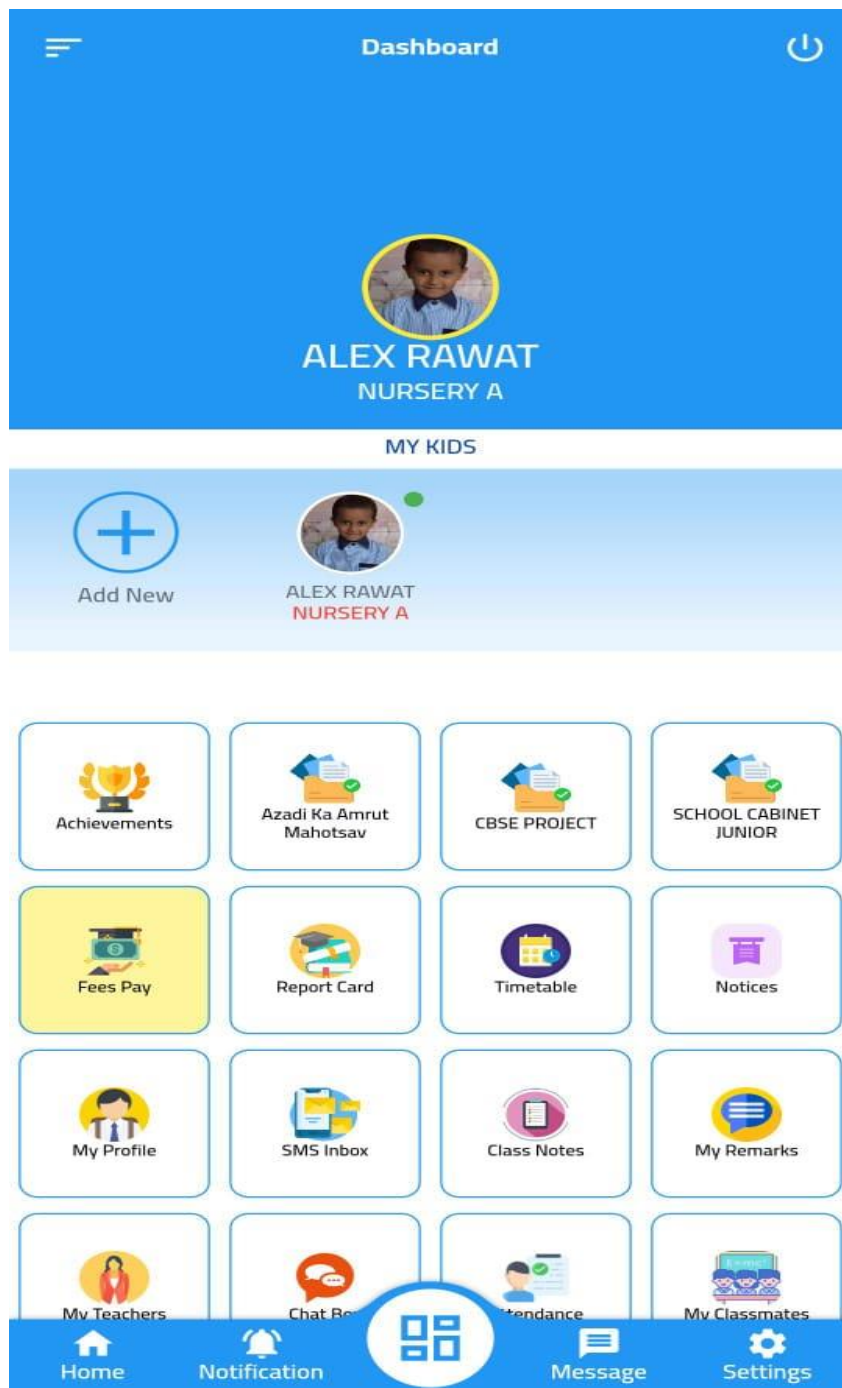 Dashboard
ALEX RAWAT
NURSERY A
MY KIDS
Add New
ALEX RAWAT
NURSERY A
Achievements
Azadi Ka Amrut
Mahotsav
CBSE PROJECT
SCHOOL CABINET
JUNIOR
Fees Pay
Report Card
Timetable
Notices
My Profile
SMS Inbox
Class Notes
My Remarks
My Teachers
Chat
My Classmates
Home
Notification
Message
Settings